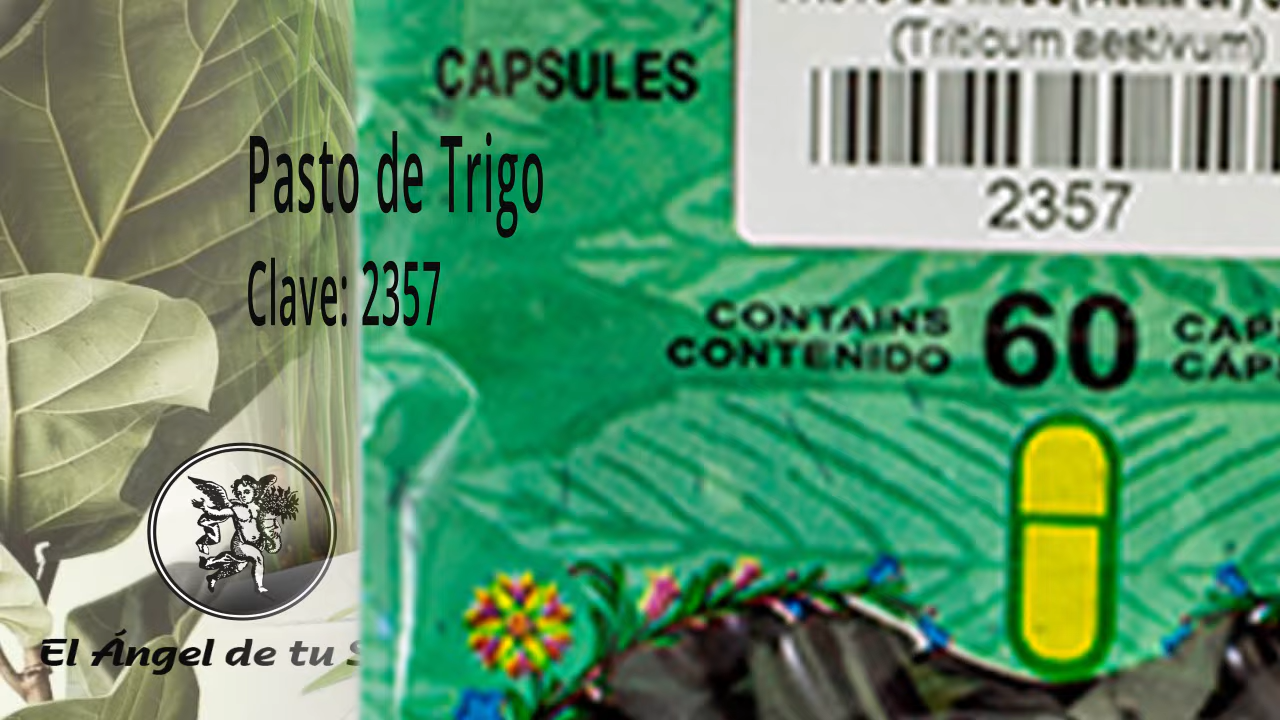 (Triticum aestivum)
CAPSULES
2357
Pasto de Trigo
Clave: 2357
CONTAINS
CONTENIDO
60
El Ángel de tu